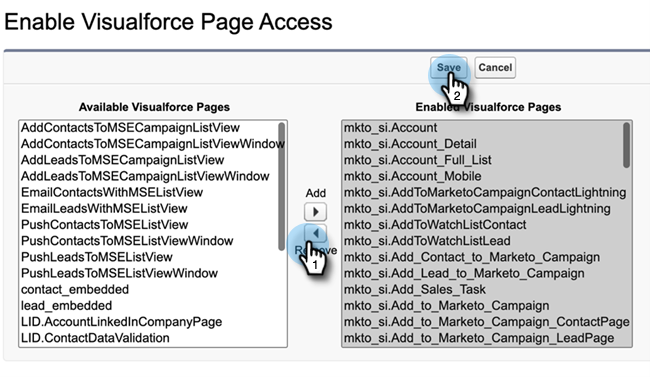 Enable Visualforce Page Access
Save Cancel
Available Visualforce Pages
Enabled Visualforce Pages
AddContactsToMSECampaignListView
AddContactsToMSECampaignListViewWindow
AddLeadsToMSECampaignListView
AddLeadsToMSECampaignListViewWindow
EmailContactsWithMSEListView
EmailLeadsWithMSEListView
PushContactsToMSEListView
PushContactsToMSEListViewWindow
PushLeadsToMSEListView
PushLeadsToMSEListViewWindow
contact_embedded
lead_embedded
LID.AccountLinkedInCompanyPage
LID.ContactDataValidation
Add
Remove
1
2
mkto_si.Account
mkto_si.Account_Detail
mkto_si.Account_Full_List
mkto_si.Account_Mobile
mkto_si.AddToMarketoCampaignContactLightning
mkto_si.AddToMarketoCampaignLeadLightning
mkto_si.AddToWatchListContact
mkto_si.AddToWatchListLead
mkto_si.Add_Contact_to_Marketo_Campaign
mkto_si.Add_Lead_to_Marketo_Campaign
mkto_si.Add_Sales_Task
mkto_si.Add_to_Marketo_Campaign
mkto_si.Add_to_Marketo_Campaign_ContactPage
mkto_si.Add_to_Marketo_Campaign_LeadPage